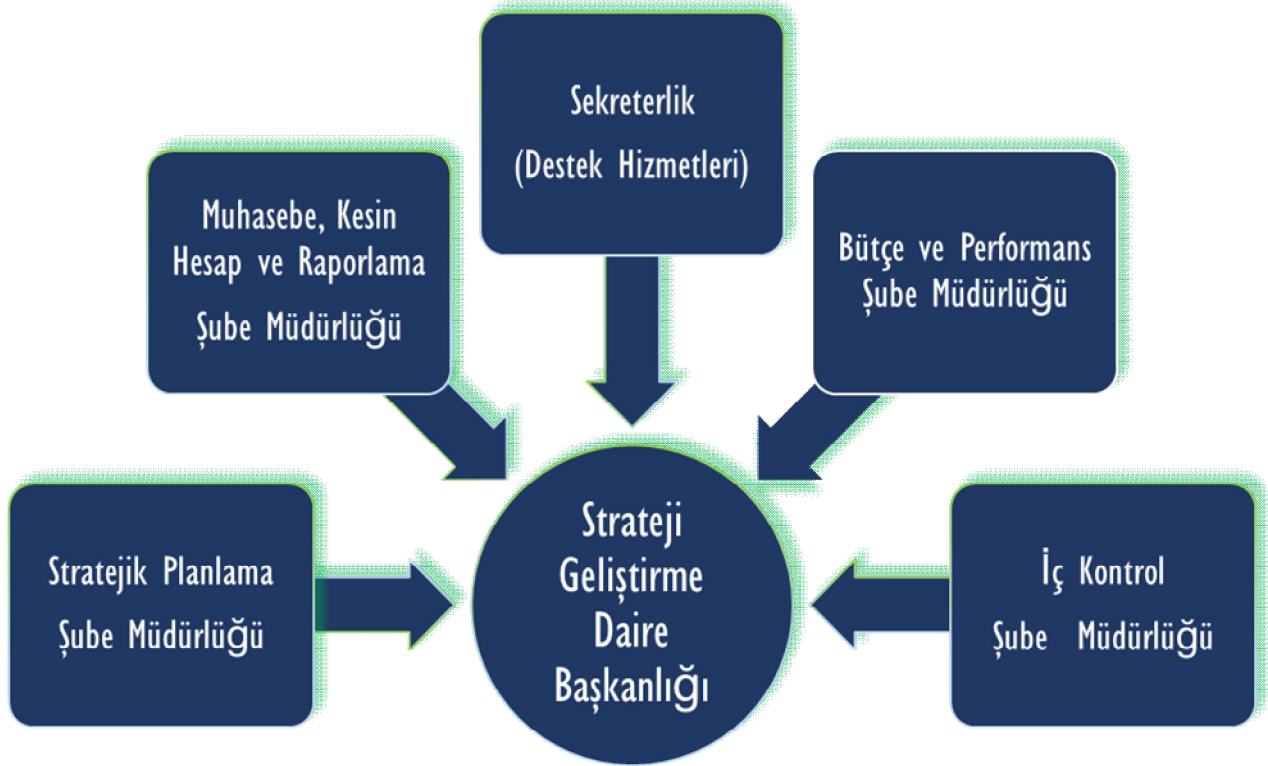 Sekreterlik
(Destek Hizmetleri)
Muhasebe, Kesin
Hesap ve Raporlama
Şube Müdürlüğü
Bütçe ve Performans
Şube Müdürlüğü
Stratejik Planlama
Şube Müdürlüğü
Strateji
Geliştirme
Daire
Başkanlığı
İç Kontrol
Şube Müdürlüğü